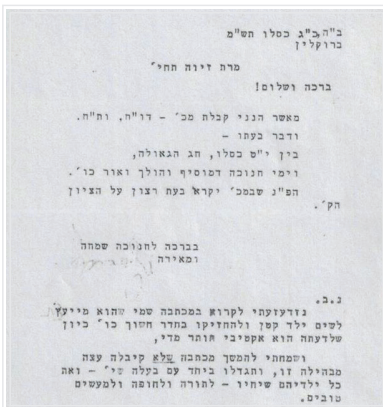 ב"ה, כ"ג כסלו תש"מ
ברוקלין
מרת זיוה תחי'
ברכה ושלום!
מאשר הנני קבלת מכ' - דו"ח, ות"ח.
ודבר בעתו -
בין י"ט כסלו, חג הגאולה,
וימי חנוכה דמוסיף והולך ואור כו'.
הפ"נ שבמכ' יקרא בעת רצון על הציון
הק'.
בברכה לחנוכה שמחה
ומאירה
נ.ב.
נזדעזעתי לקרוא במכתבה שמי שהוא מייעץ
לשים ילד קטן ולהחזיקו בחדר חשוך כו' כיון
שלדעתה הוא אקטיבי יותר מדי,
ושמחתי להמשך מכתבה שלא קיבלה עצה
מבהילה זו, ותגדלו ביחד עם בעלה שי' - ואת
כל ילדיהם שיחיו - לתורה ולחופה ולמעשים
טובים.